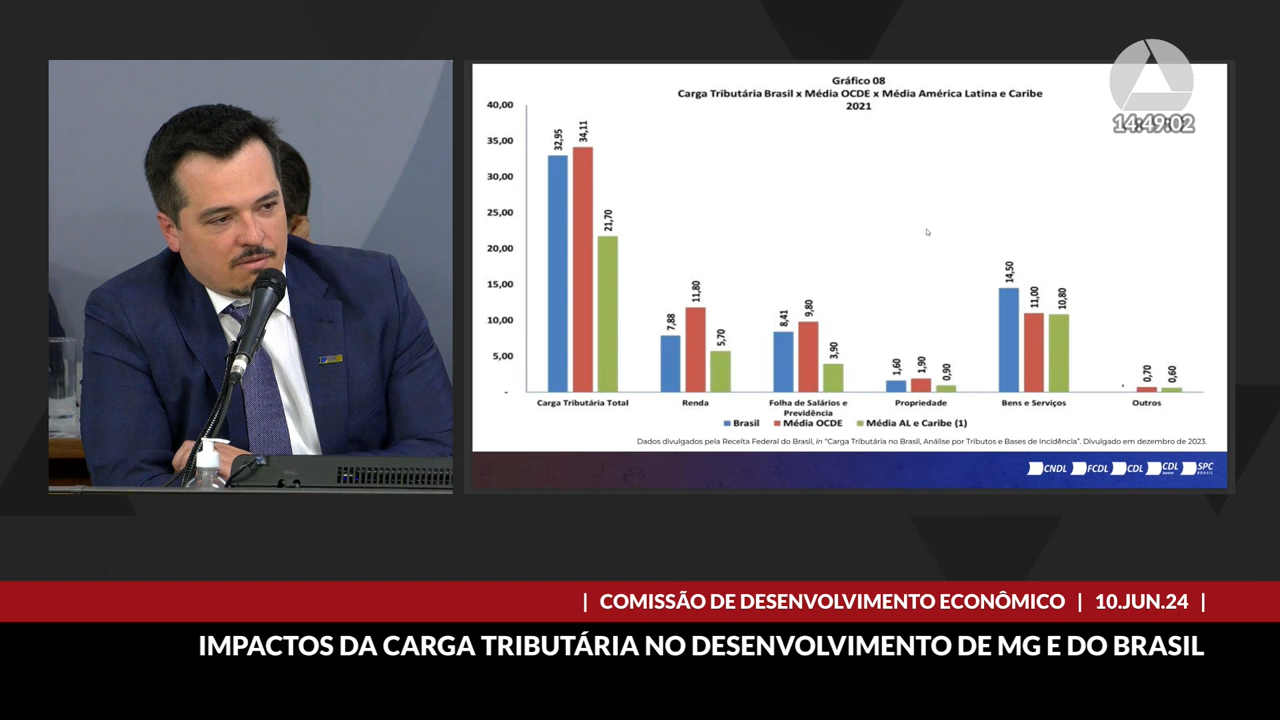 Gráfico 08
Carga Tributária Brasil x Média OCDE x Média América Latina e Caribe
2021
14:49:02
40,00
35,00
30,00
25,00
20,00
15,00
10,00
5,00
-
32,95
34,11
21,70
7,88
11,80
5,70
8,41
9,80
3,90
1,60
1,90
0,90
14,50
11,00
10,80
-
0,70
0,60
Carga Tributária Total
Renda
Folha de Salários e
Previdência
Propriedade
Bens e Serviços
Outros
Brasil
Média OCDE
Média AL e Caribe (1)
Dados divulgados pela Receita Federal do Brasil, in "Carga Tributária no Brasil, Análise por Tributos e Bases de Incidência". Divulgado em dezembro de 2023.
CNDL
FCDL
CDL
CDL
Jovem
SPC
BRASIL
| COMISSÃO DE DESENVOLVIMENTO ECONÔMICO | 10.JUN.24 |
IMPACTOS DA CARGA TRIBUTÁRIA NO DESENVOLVIMENTO DE MG E DO BRASIL